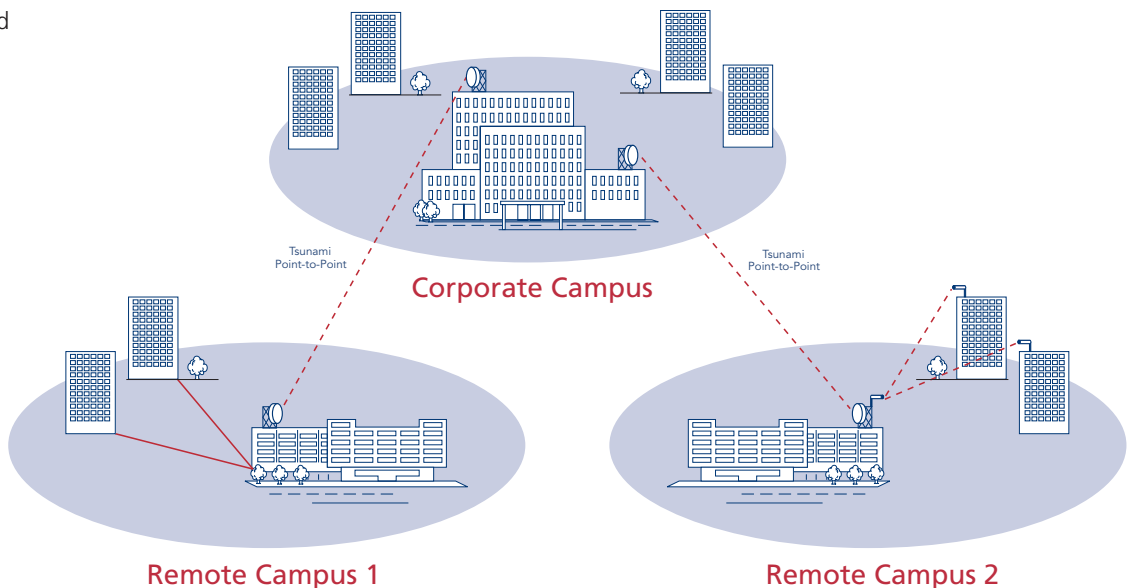 Tsunami
Point-to-Point
Tsunami
Point-to-Point
Corporate Campus
Remote Campus 1
Remote Campus 2